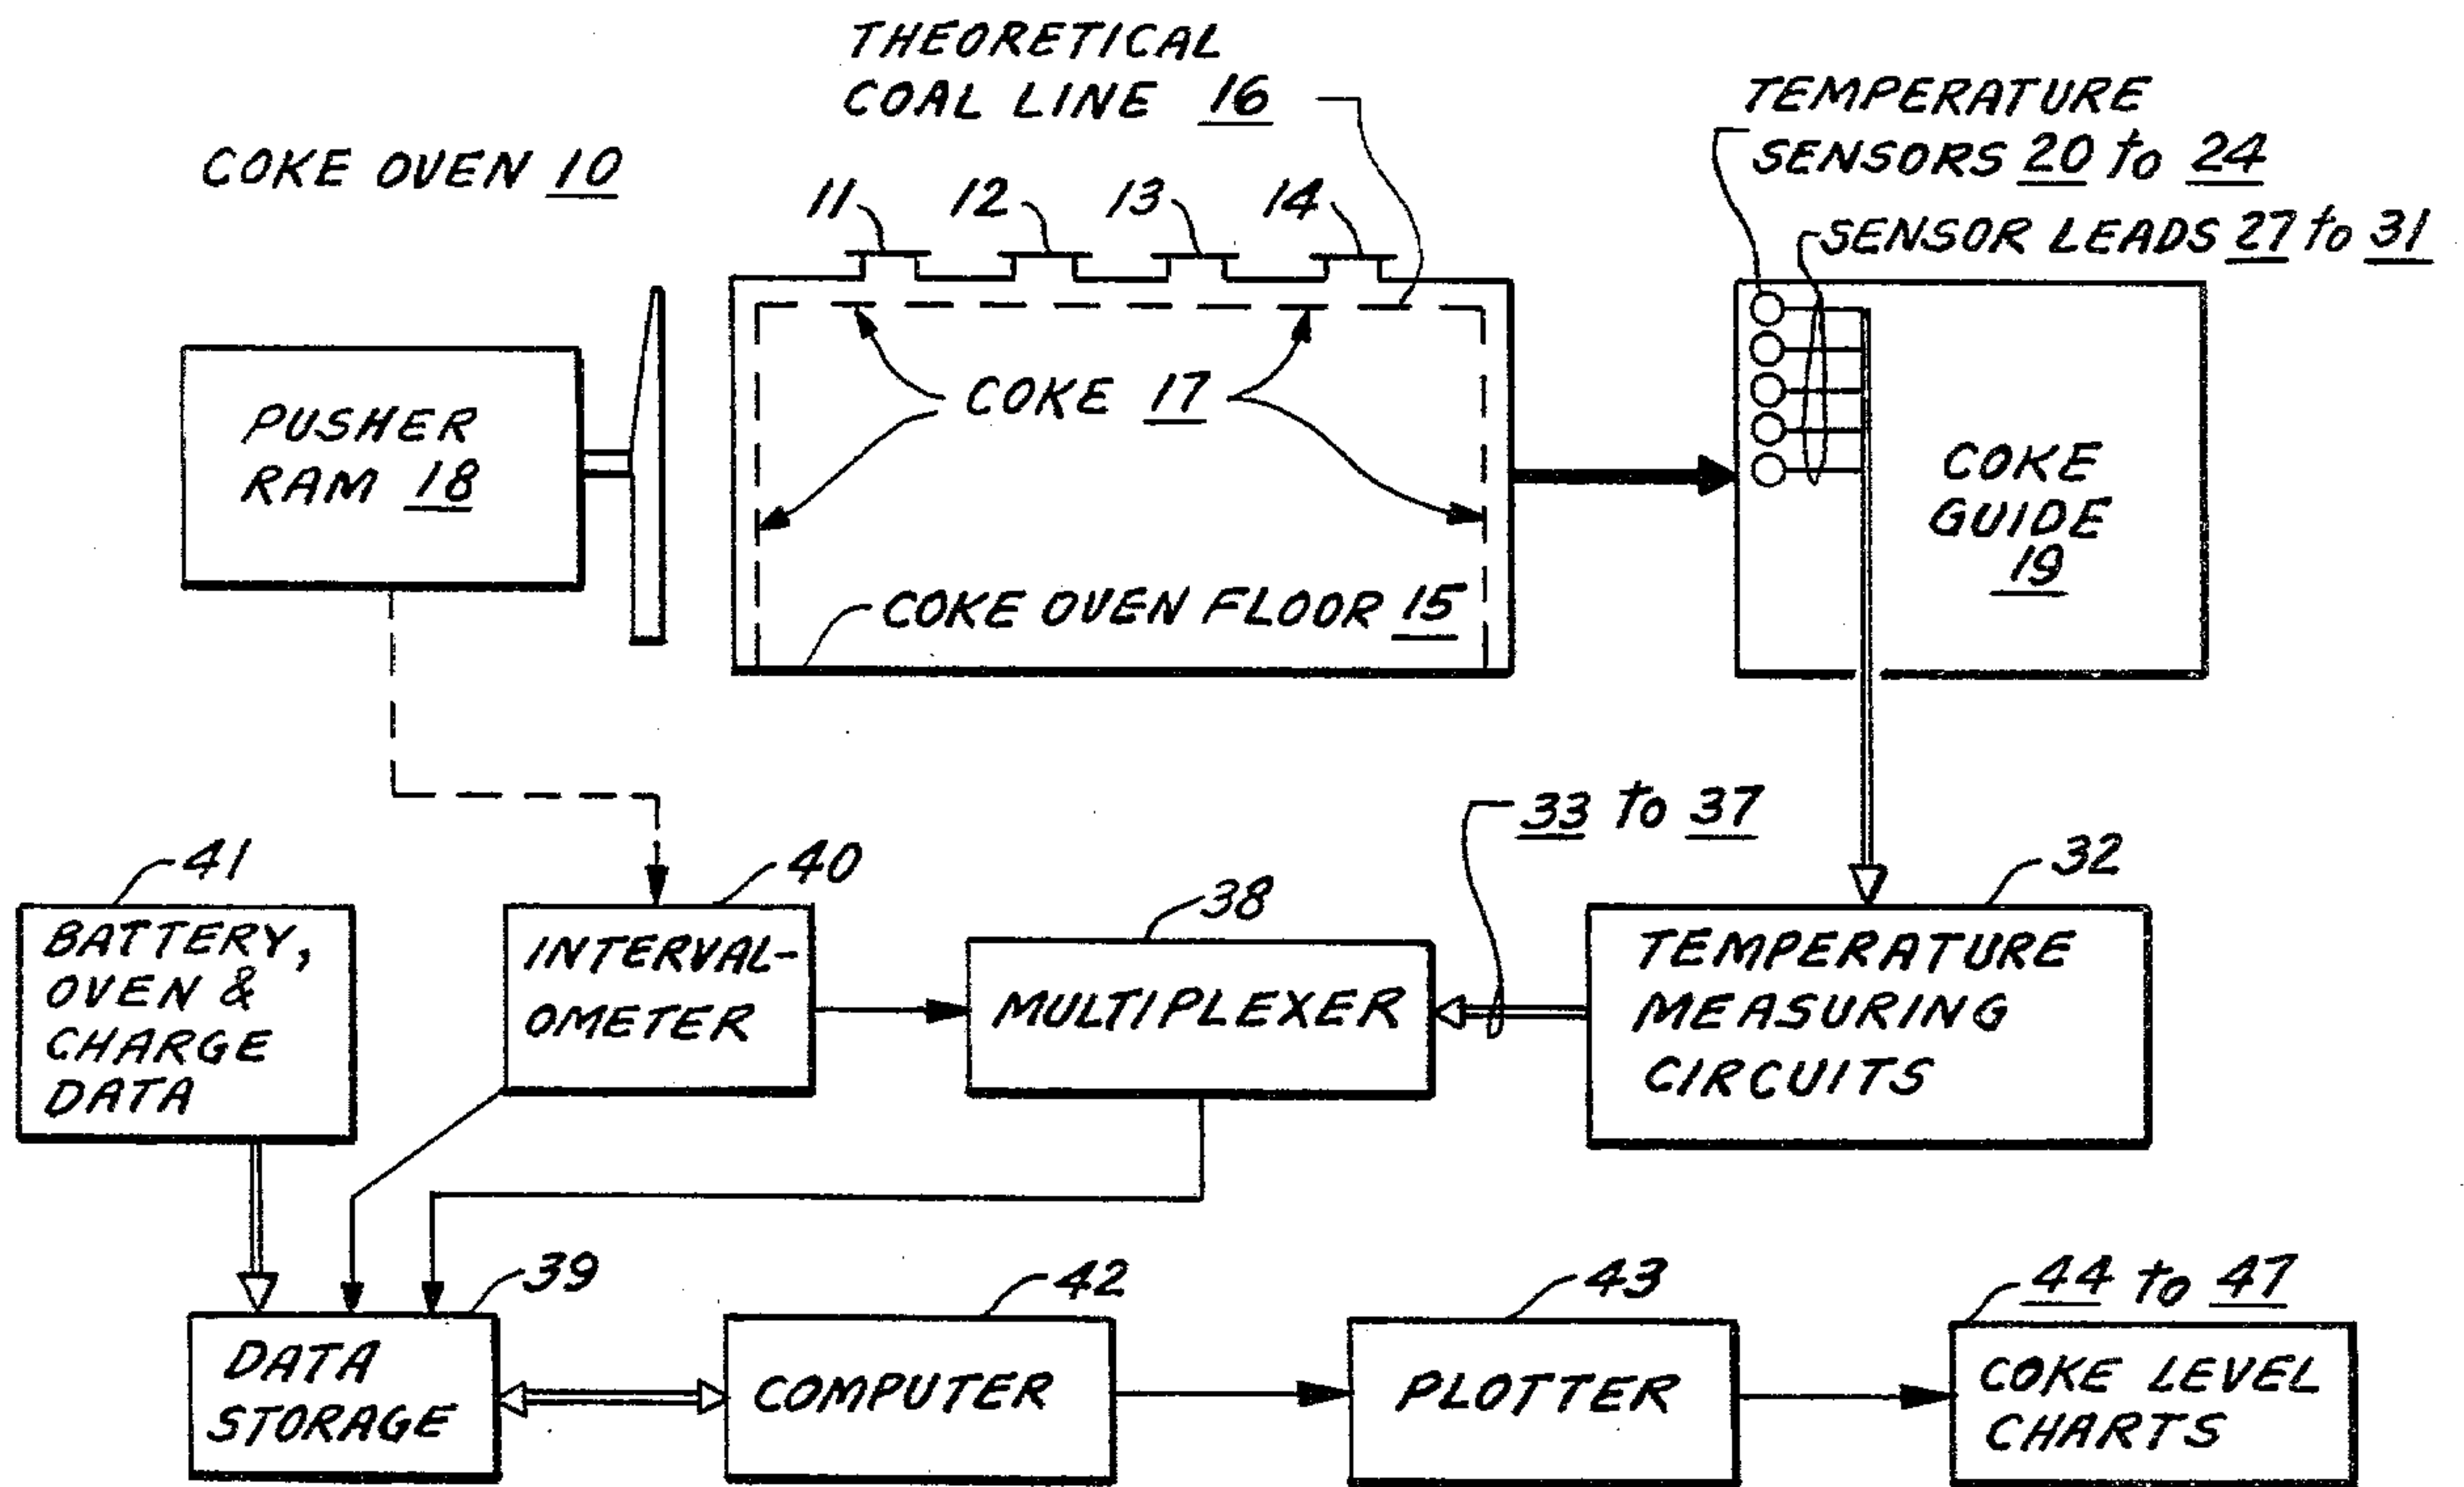 THEORETICAL
COAL LINE 16
COKE OVEN 10
TEMPERATURE
SENSORS 20 to 24
SENSOR LEADS 27 to 31
11 12 13 14
PUSHER
RAM 18
COKE 17
COKE OVEN FLOOR 15
COKE
GUIDE
19
33 to 37
41
40
38
32
BATTERY,
OVEN &
CHARGE
DATA
INTERVAL-
OMETER
MULTIPLEXER
TEMPERATURE
MEASURING
CIRCUITS
39
42
43
44 to 47
DATA
STORAGE
COMPUTER
PLOTTER
COKE LEVEL
CHARTS